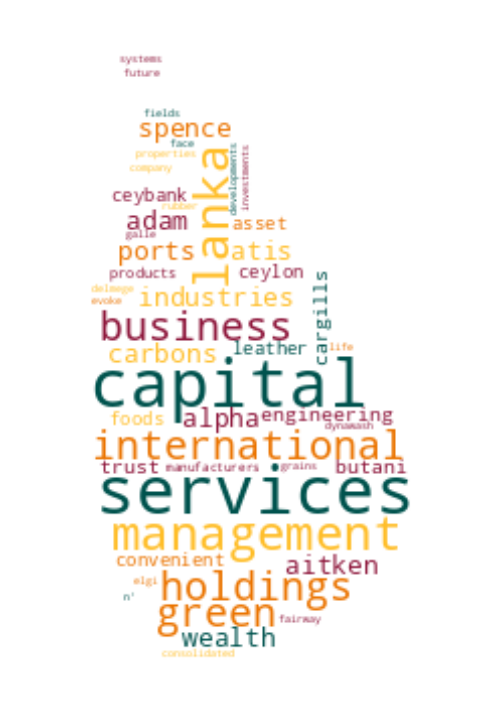 systems
future
fields
spence
face
properties
company
lanka
developments
investments
ceybank
rubber
adam
asset
galle
ports
atis
products
ceylon
delmege
evoke
industries
cargills
business
carbons
leather
life
capital
foods
alpha
engineering
dynawash
international
trust
manufacturers
grains
butani
services
management
convenient
aitken
elgi
holdings
n'
green
fairway
wealth
consolidated